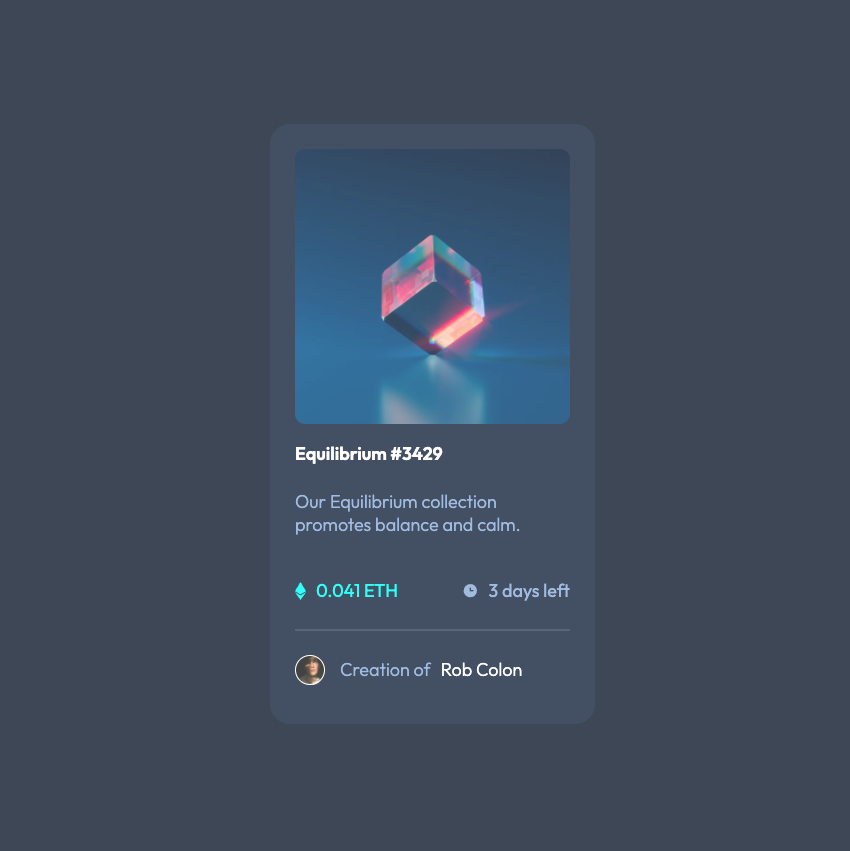 Equilibrium #3429
Our Equilibrium collection
promotes balance and calm.
0.041 ETH
3 days left
Creation of Rob Colon